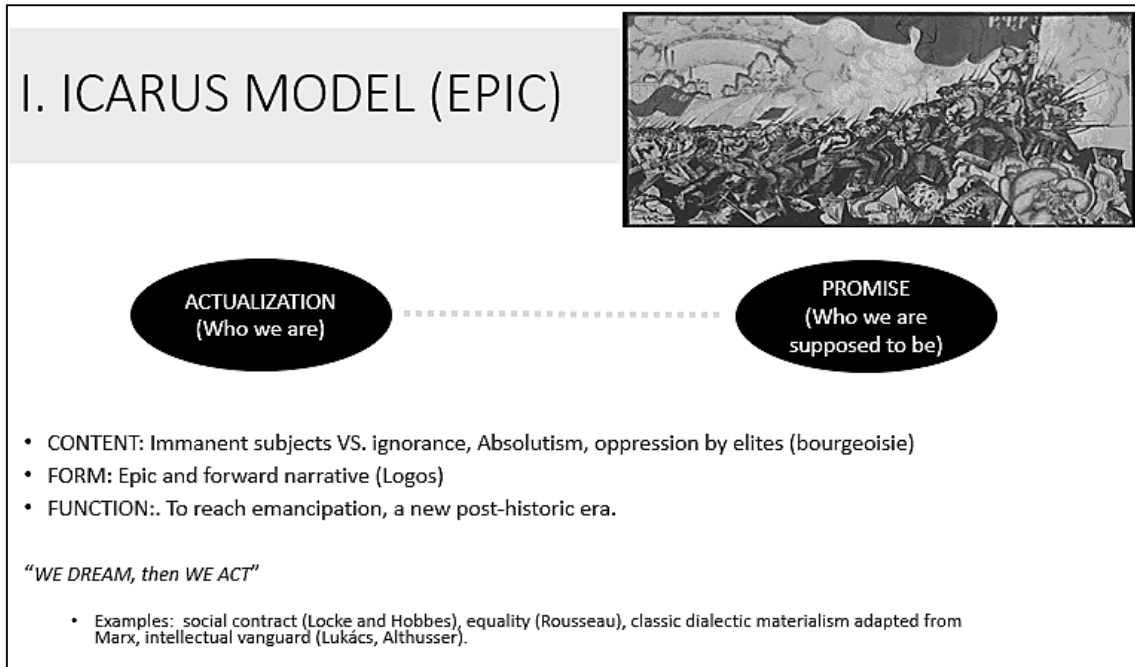 I. ICARUS MODEL (EPIC)
ACTUALIZATION
(Who we are)
PROMISE
(Who we are
supposed to be)
• CONTENT: Immanent subjects VS. ignorance, Absolutism, oppression by elites (bourgeoisie)
• FORM: Epic and forward narrative (Logos)
• FUNCTION:. To reach emancipation, a new post-historic era.
“WE DREAM, then WE ACT”
• Examples: social contract (Locke and Hobbes), equality (Rousseau), classic dialectic materialism adapted from
Marx, intellectual vanguard (Lukács, Althusser).